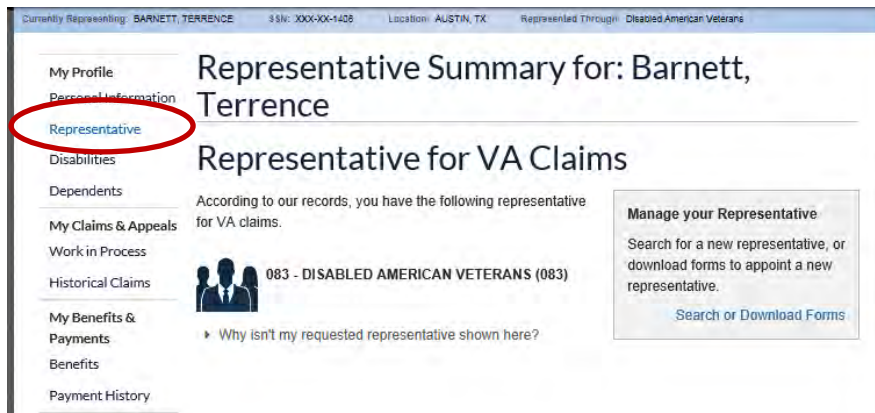 Currently Representing: BARNETT, TERRENCE SSN: XXX-XX-1408 Location: AUSTIN, TX Represented Through: Disabled American Veterans
My Profile
Personal Information
Representative
Disabilities
Dependents
My Claims & Appeals
Work in Process
Historical Claims
My Benefits &
Payments
Benefits
Payment History
Representative Summary for: Barnett,
Terrence
Representative for VA Claims
According to our records, you have the following representative
for VA claims.
083 - DISABLED AMERICAN VETERANS (083)
Why isn't my requested representative shown here?
Manage your Representative
Search for a new representative, or
download forms to appoint a new
representative.
Search or Download Forms